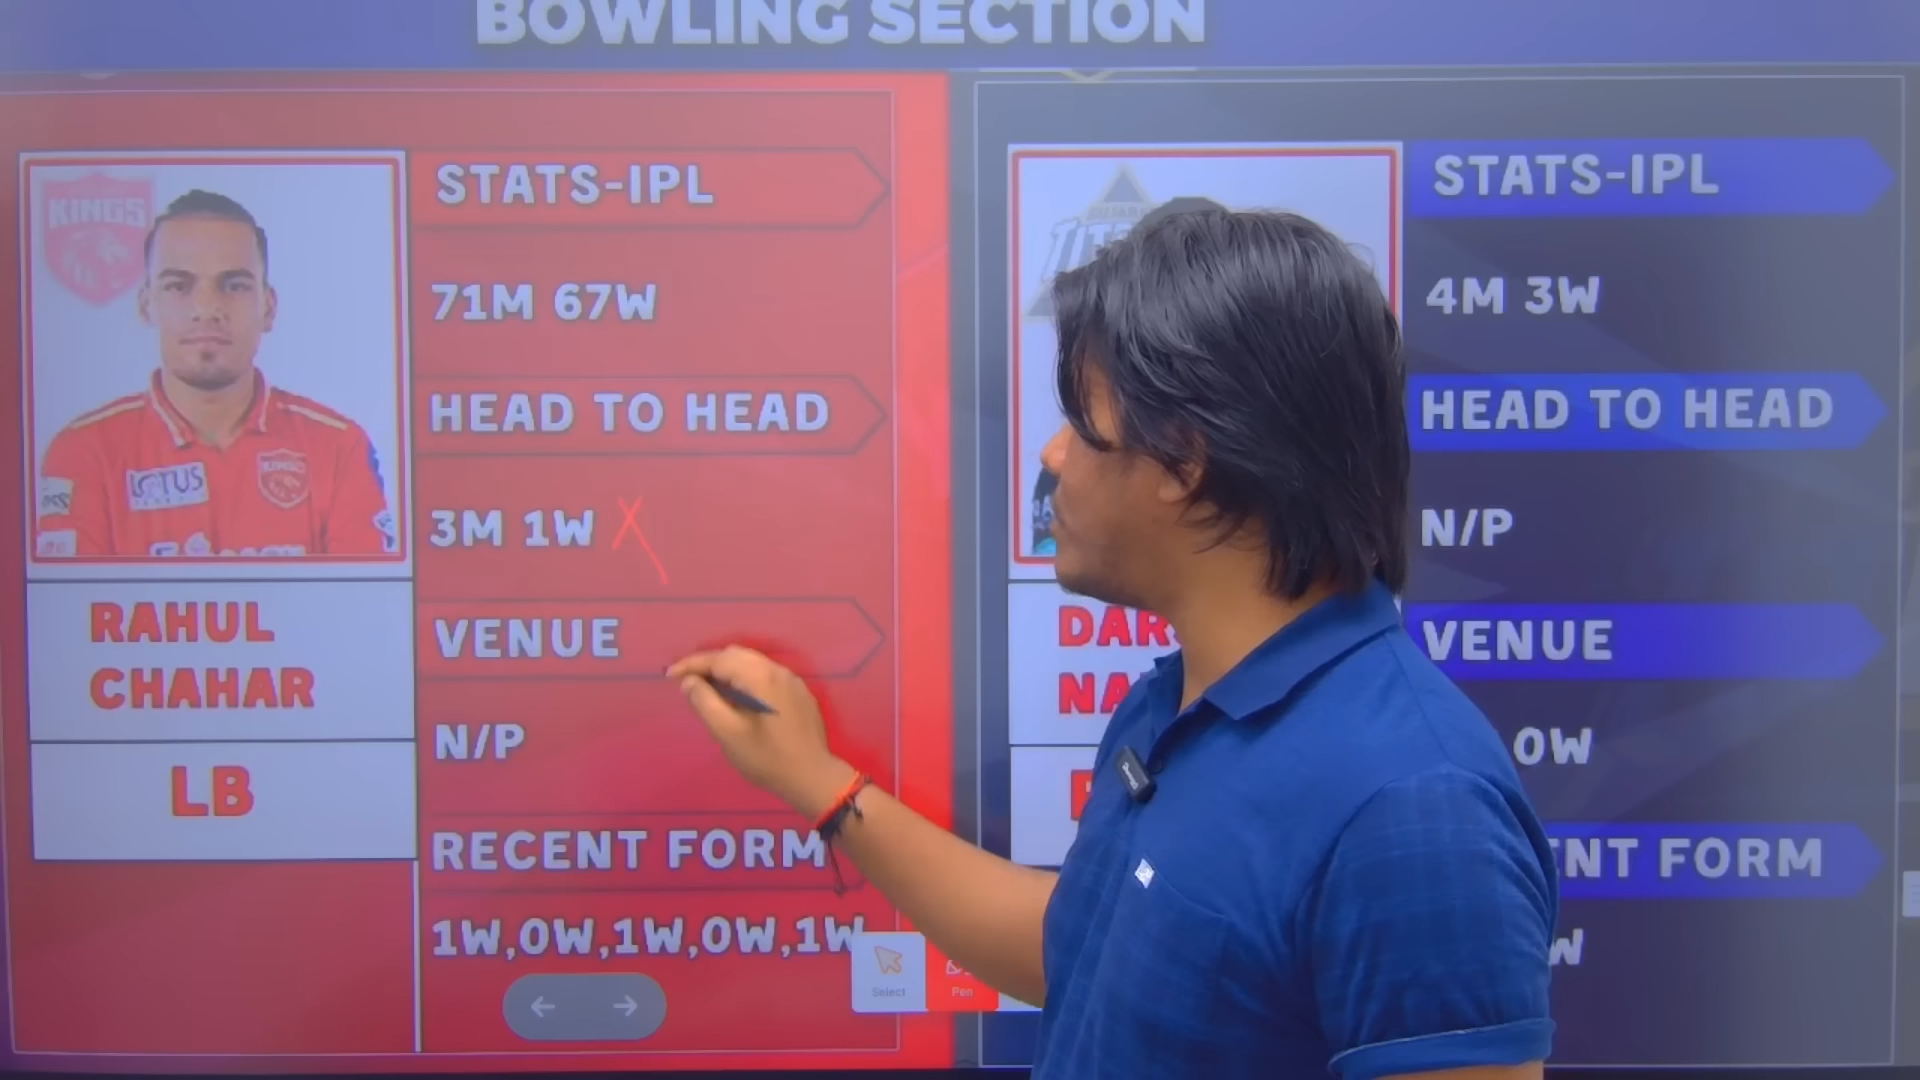 BOWLING SECTION
KINGS
LOTUS
KINGS
RAHUL
CHAHAR
LB
STATS-IPL
71M 67W
HEAD TO HEAD
3M 1W X
VENUE
N/P
RECENT FORM
1W,0W,1W,0W,1W
Select
Pen
STATS-IPL
4M 3W
HEAD TO HEAD
N/P
VENUE
0W
FORM